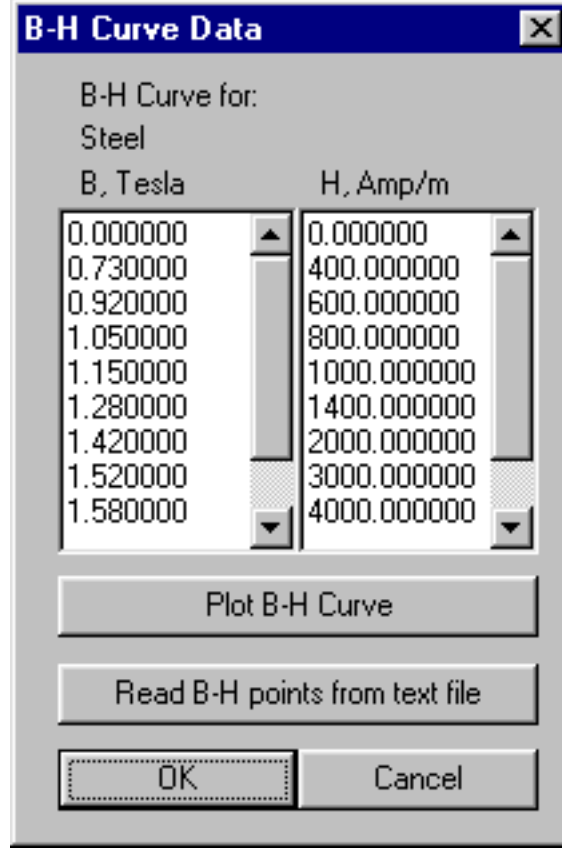 B-H Curve Data
B-H Curve for:
Steel
B, Tesla H, Amp/m
0.000000 0.000000
0.730000 400.000000
0.920000 600.000000
1.050000 800.000000
1.150000 1000.000000
1.280000 1400.000000
1.420000 2000.000000
1.520000 3000.000000
1.580000 4000.000000
Plot B-H Curve
Read B-H points from text file
OK Cancel